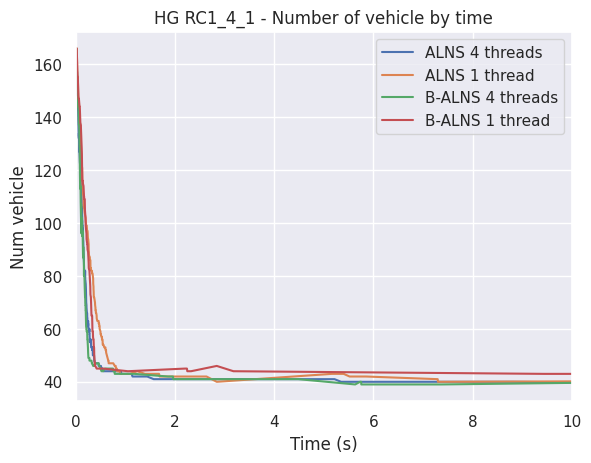 HG RC1_4_1 - Number of vehicle by time
ALNS 4 threads
ALNS 1 thread
B-ALNS 4 threads
B-ALNS 1 thread
Num vehicle
160
140
120
100
80
60
40
0 2 4 6 8 10
Time (s)